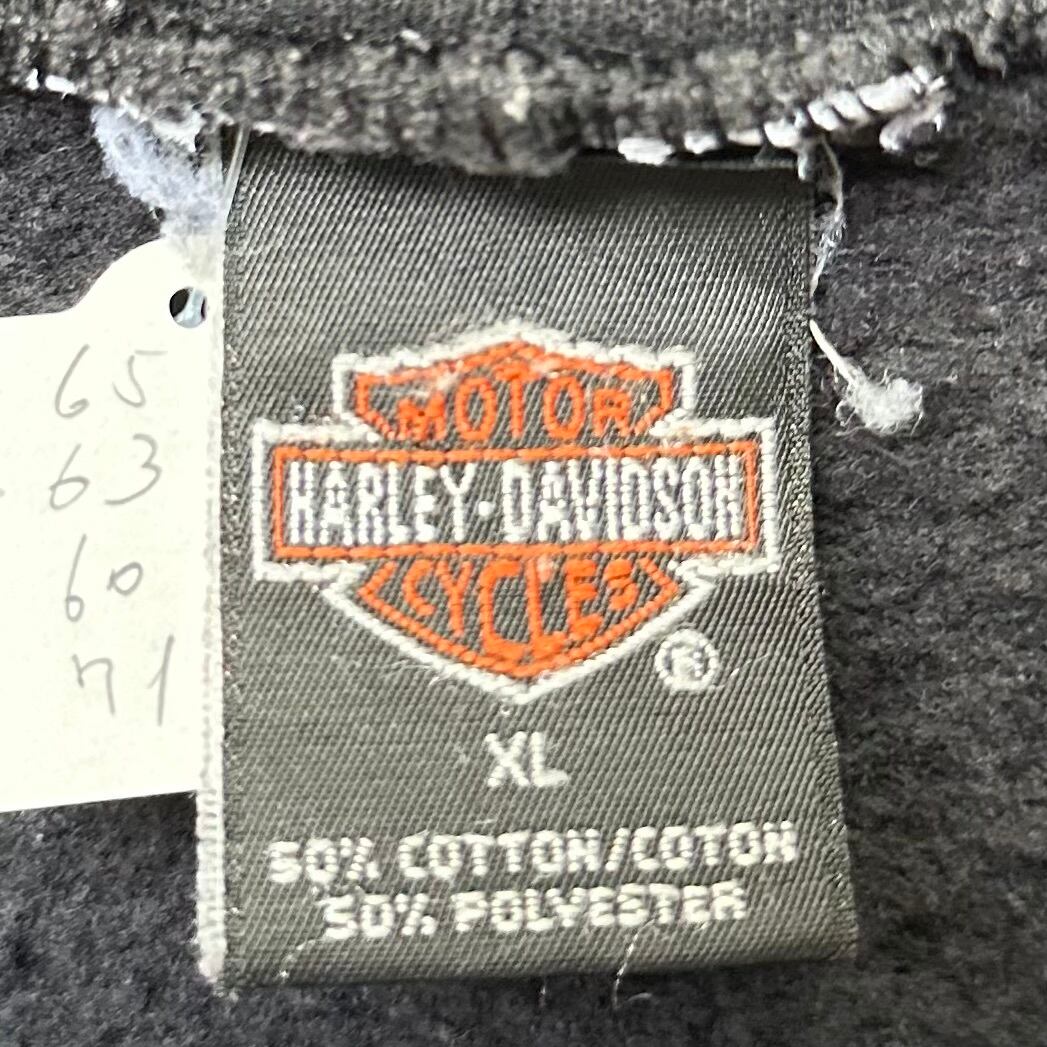 65
63
60
71
MOTOR
HARLEY-DAVIDSON
CYCLES
®
XL
50% COTTON/COTON
50% POLYESTER